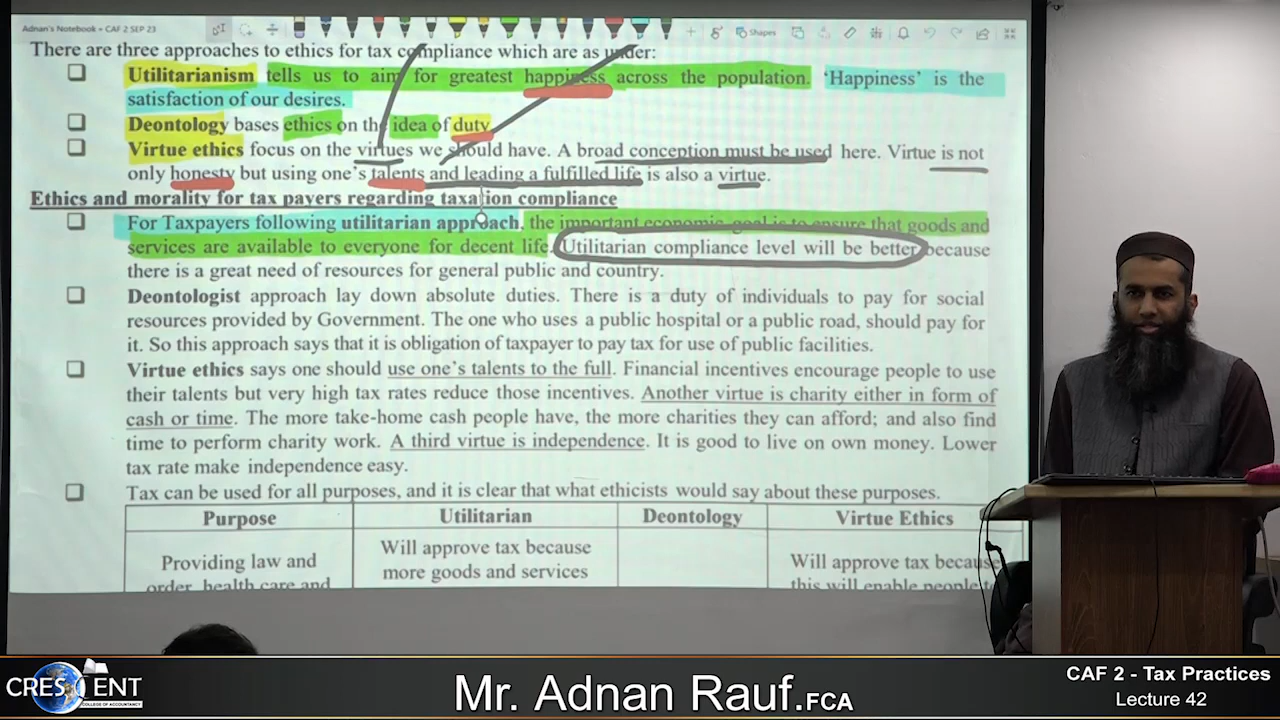 Adnan's Notebook • CAF 2 SEP 23
Shapes
There are three approaches to ethics for tax compliance which are as under:
Utilitarianism tells us to aim for greatest happiness across the population. 'Happiness' is the
satisfaction of our desires.
Deontology bases ethics on the idea of duty
Virtue ethics focus on the virtues we should have. A broad conception must be used here. Virtue is not
only honesty but using one's talents and leading a fulfilled life is also a virtue.
Ethics and morality for tax payers regarding taxation compliance
For Taxpayers following utilitarian approach, the important economic goal is to ensure that goods and
services are available to everyone for decent life. Utilitarian compliance level will be better because
there is a great need of resources for general public and country.
Deontologist approach lay down absolute duties. There is a duty of individuals to pay for social
resources provided by Government. The one who uses a public hospital or a public road, should pay for
it. So this approach says that it is obligation of taxpayer to pay tax for use of public facilities.
Virtue ethics says one should use one's talents to the full. Financial incentives encourage people to use
their talents but very high tax rates reduce those incentives. Another virtue is charity either in form of
cash or time. The more take-home cash people have, the more charities they can afford; and also find
time to perform charity work. A third virtue is independence. It is good to live on own money. Lower
tax rate make independence easy.
Tax can be used for all purposes, and it is clear that what ethicists would say about these purposes.
Purpose Utilitarian Deontology Virtue Ethics
Providing law and
order, health care and
Will approve tax because
more goods and services
Will approve tax because
this will enable people to
CRESCENT
COLLEGE OF ACCOUNTANCY
Mr. Adnan Rauf.FCA
CAF 2 - Tax Practices
Lecture 42